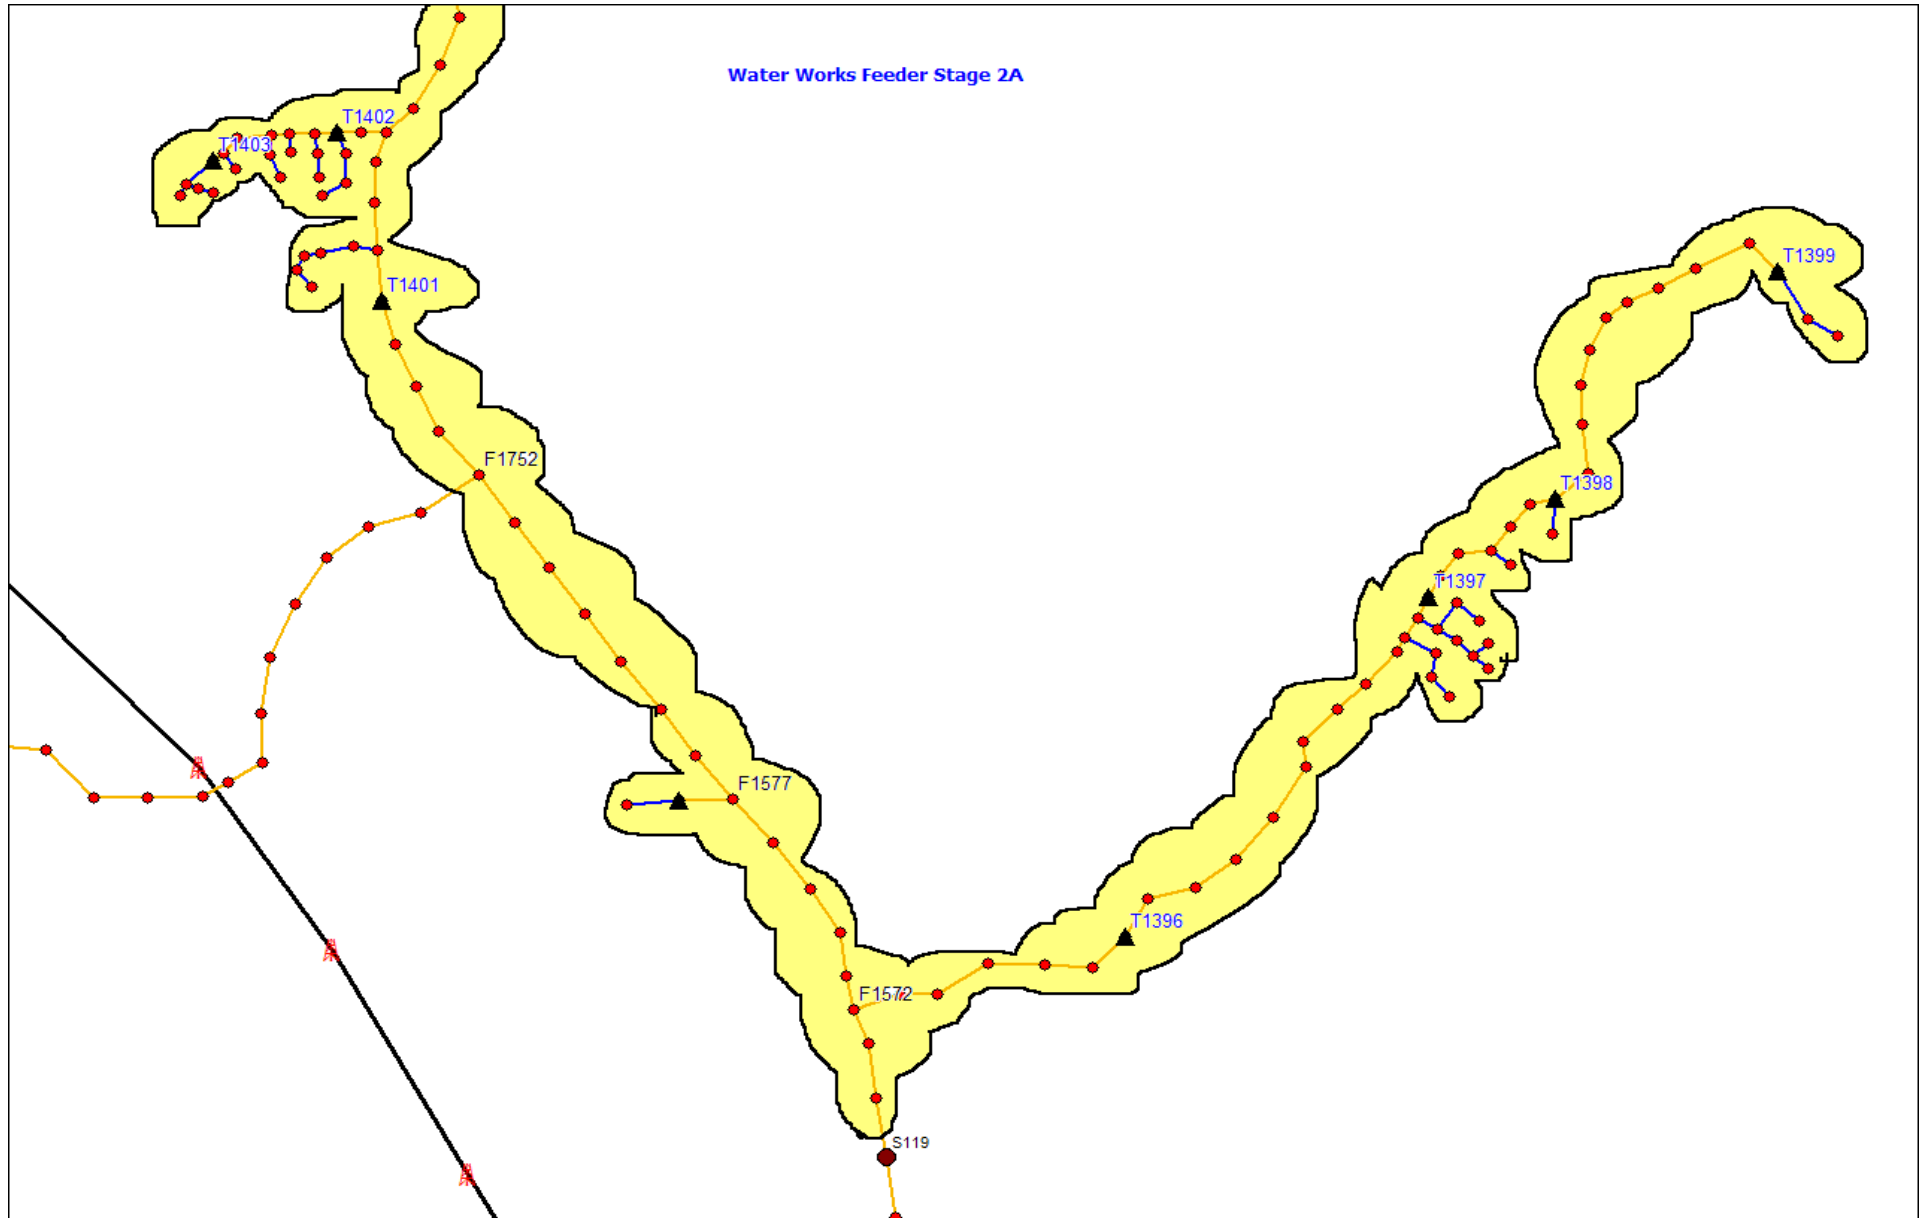 Water Works Feeder Stage 2A
T1402
T1403
T1399
T1401
F1752
T1398
T1397
F1577
T1396
F1572
S119